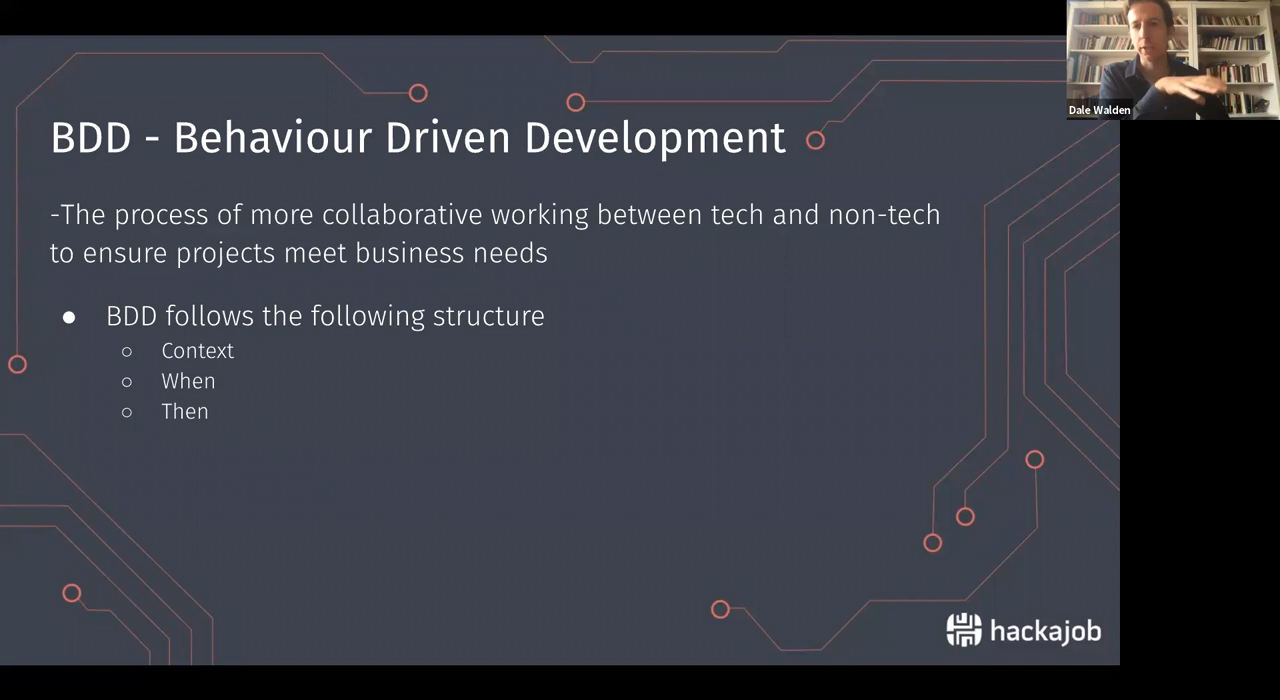 Dale Walden
BDD - Behaviour Driven Development
-The process of more collaborative working between tech and non-tech
to ensure projects meet business needs
● BDD follows the following structure
○ Context
○ When
○ Then
hackajob